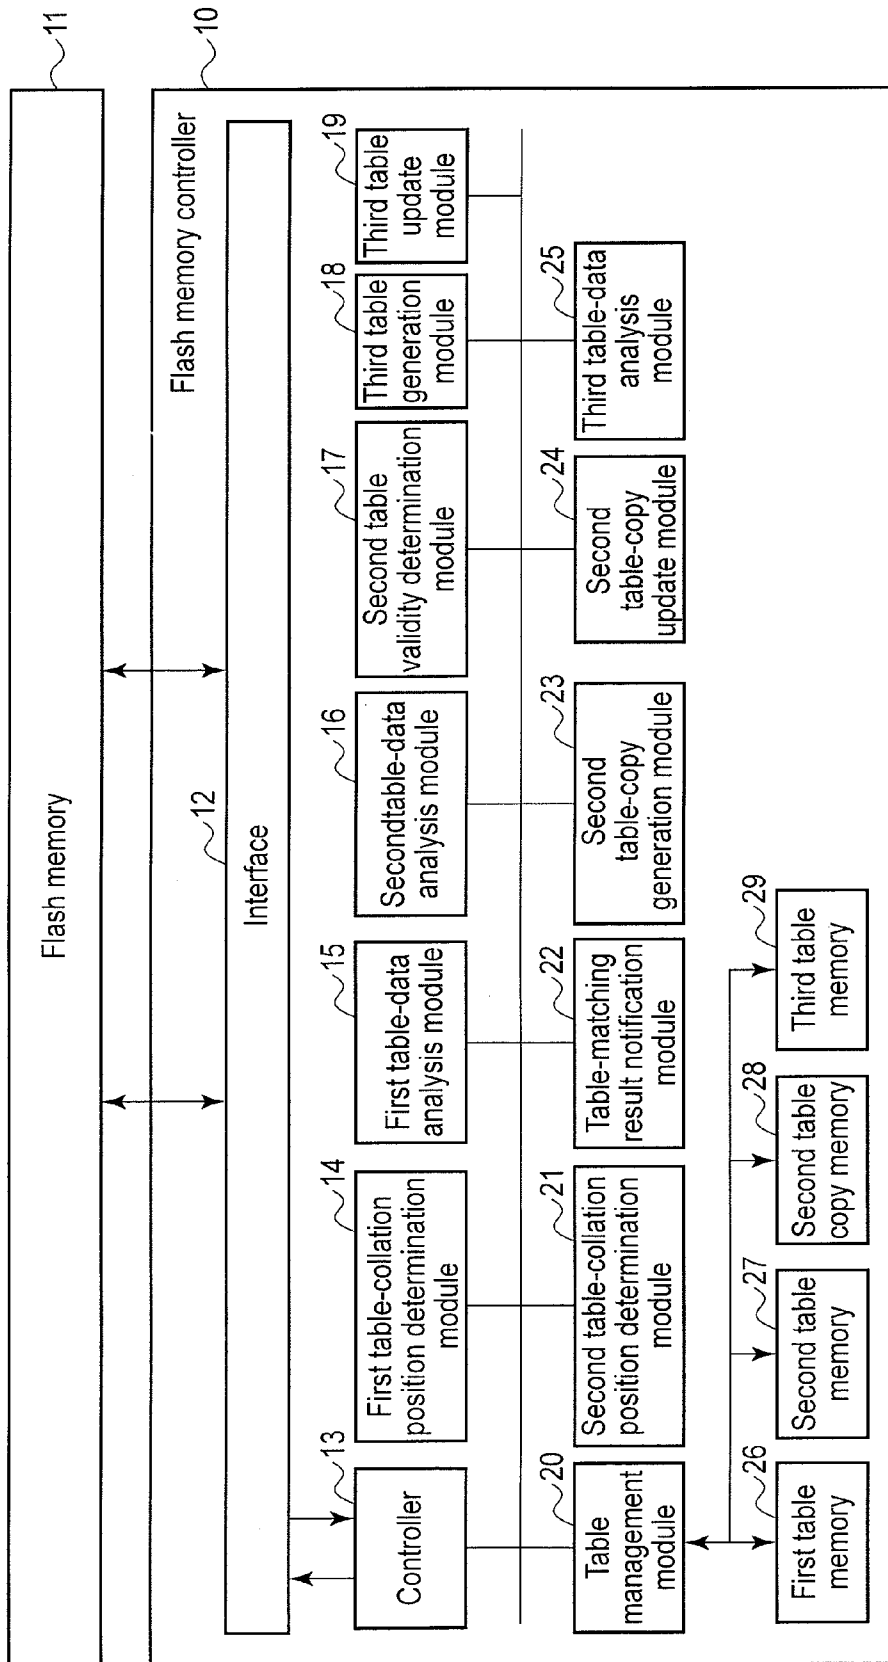 Flash memory
11
Flash memory controller
10
12
Interface
13
Controller
14
First table-collation
position determination
module
15
First table-data
analysis module
16
Secondtable-data
analysis module
17
Second table
validity determination
module
18
Third table
generation
module
19
Third table
update
module
20
Table
management
module
21
Second table-collation
position determination
module
22
Table-matching
result notification
module
23
Second
table-copy
generation module
24
Second
table-copy
update module
25
Third table-data
analysis
module
26
First table
memory
27
Second table
memory
28
Second table
copy memory
29
Third table
memory